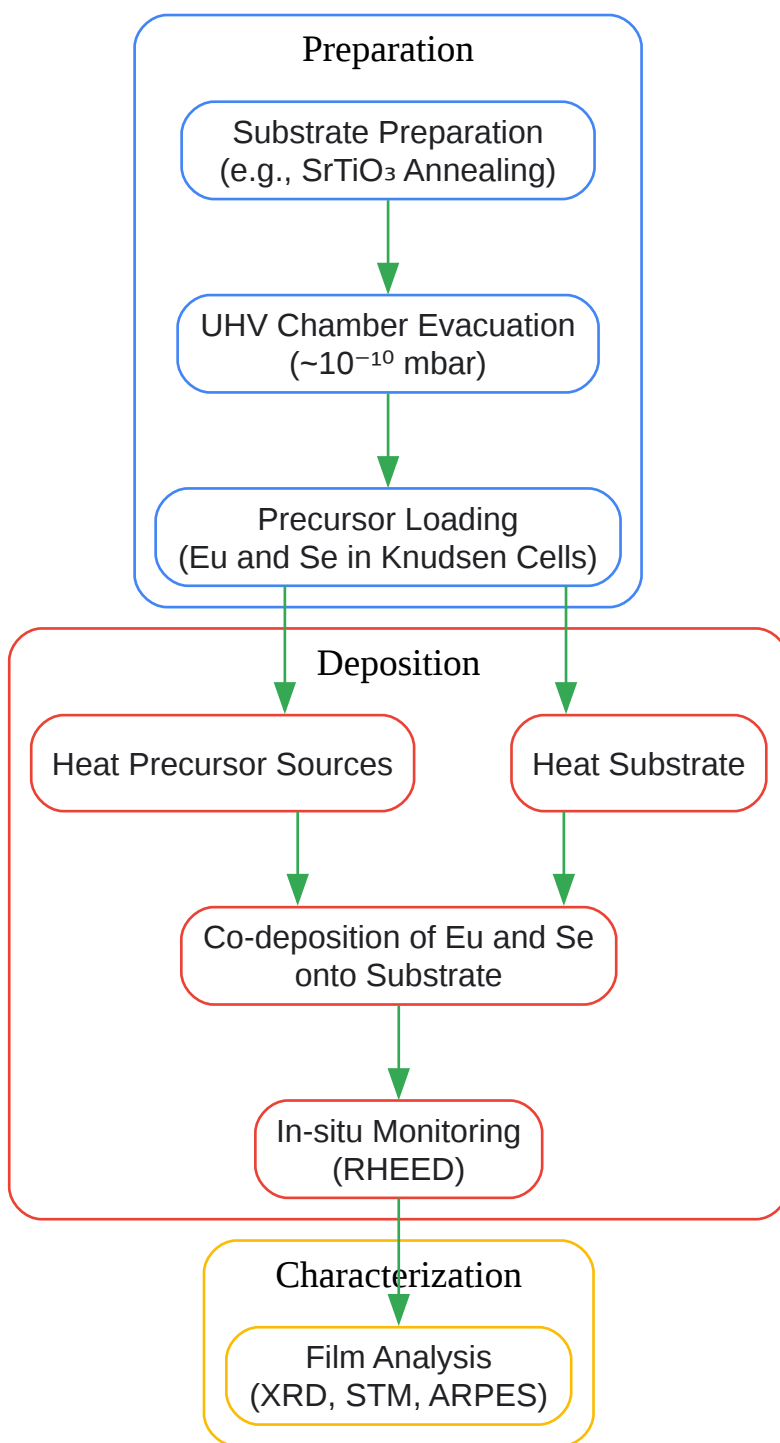 Preparation
Substrate Preparation
(e.g., SrTiO₃ Annealing)
UHV Chamber Evacuation
(~10⁻¹⁰ mbar)
Precursor Loading
(Eu and Se in Knudsen Cells)
Deposition
Heat Precursor Sources
Heat Substrate
Co-deposition of Eu and Se
onto Substrate
In-situ Monitoring
(RHEED)
Characterization
Film Analysis
(XRD, STM, ARPES)